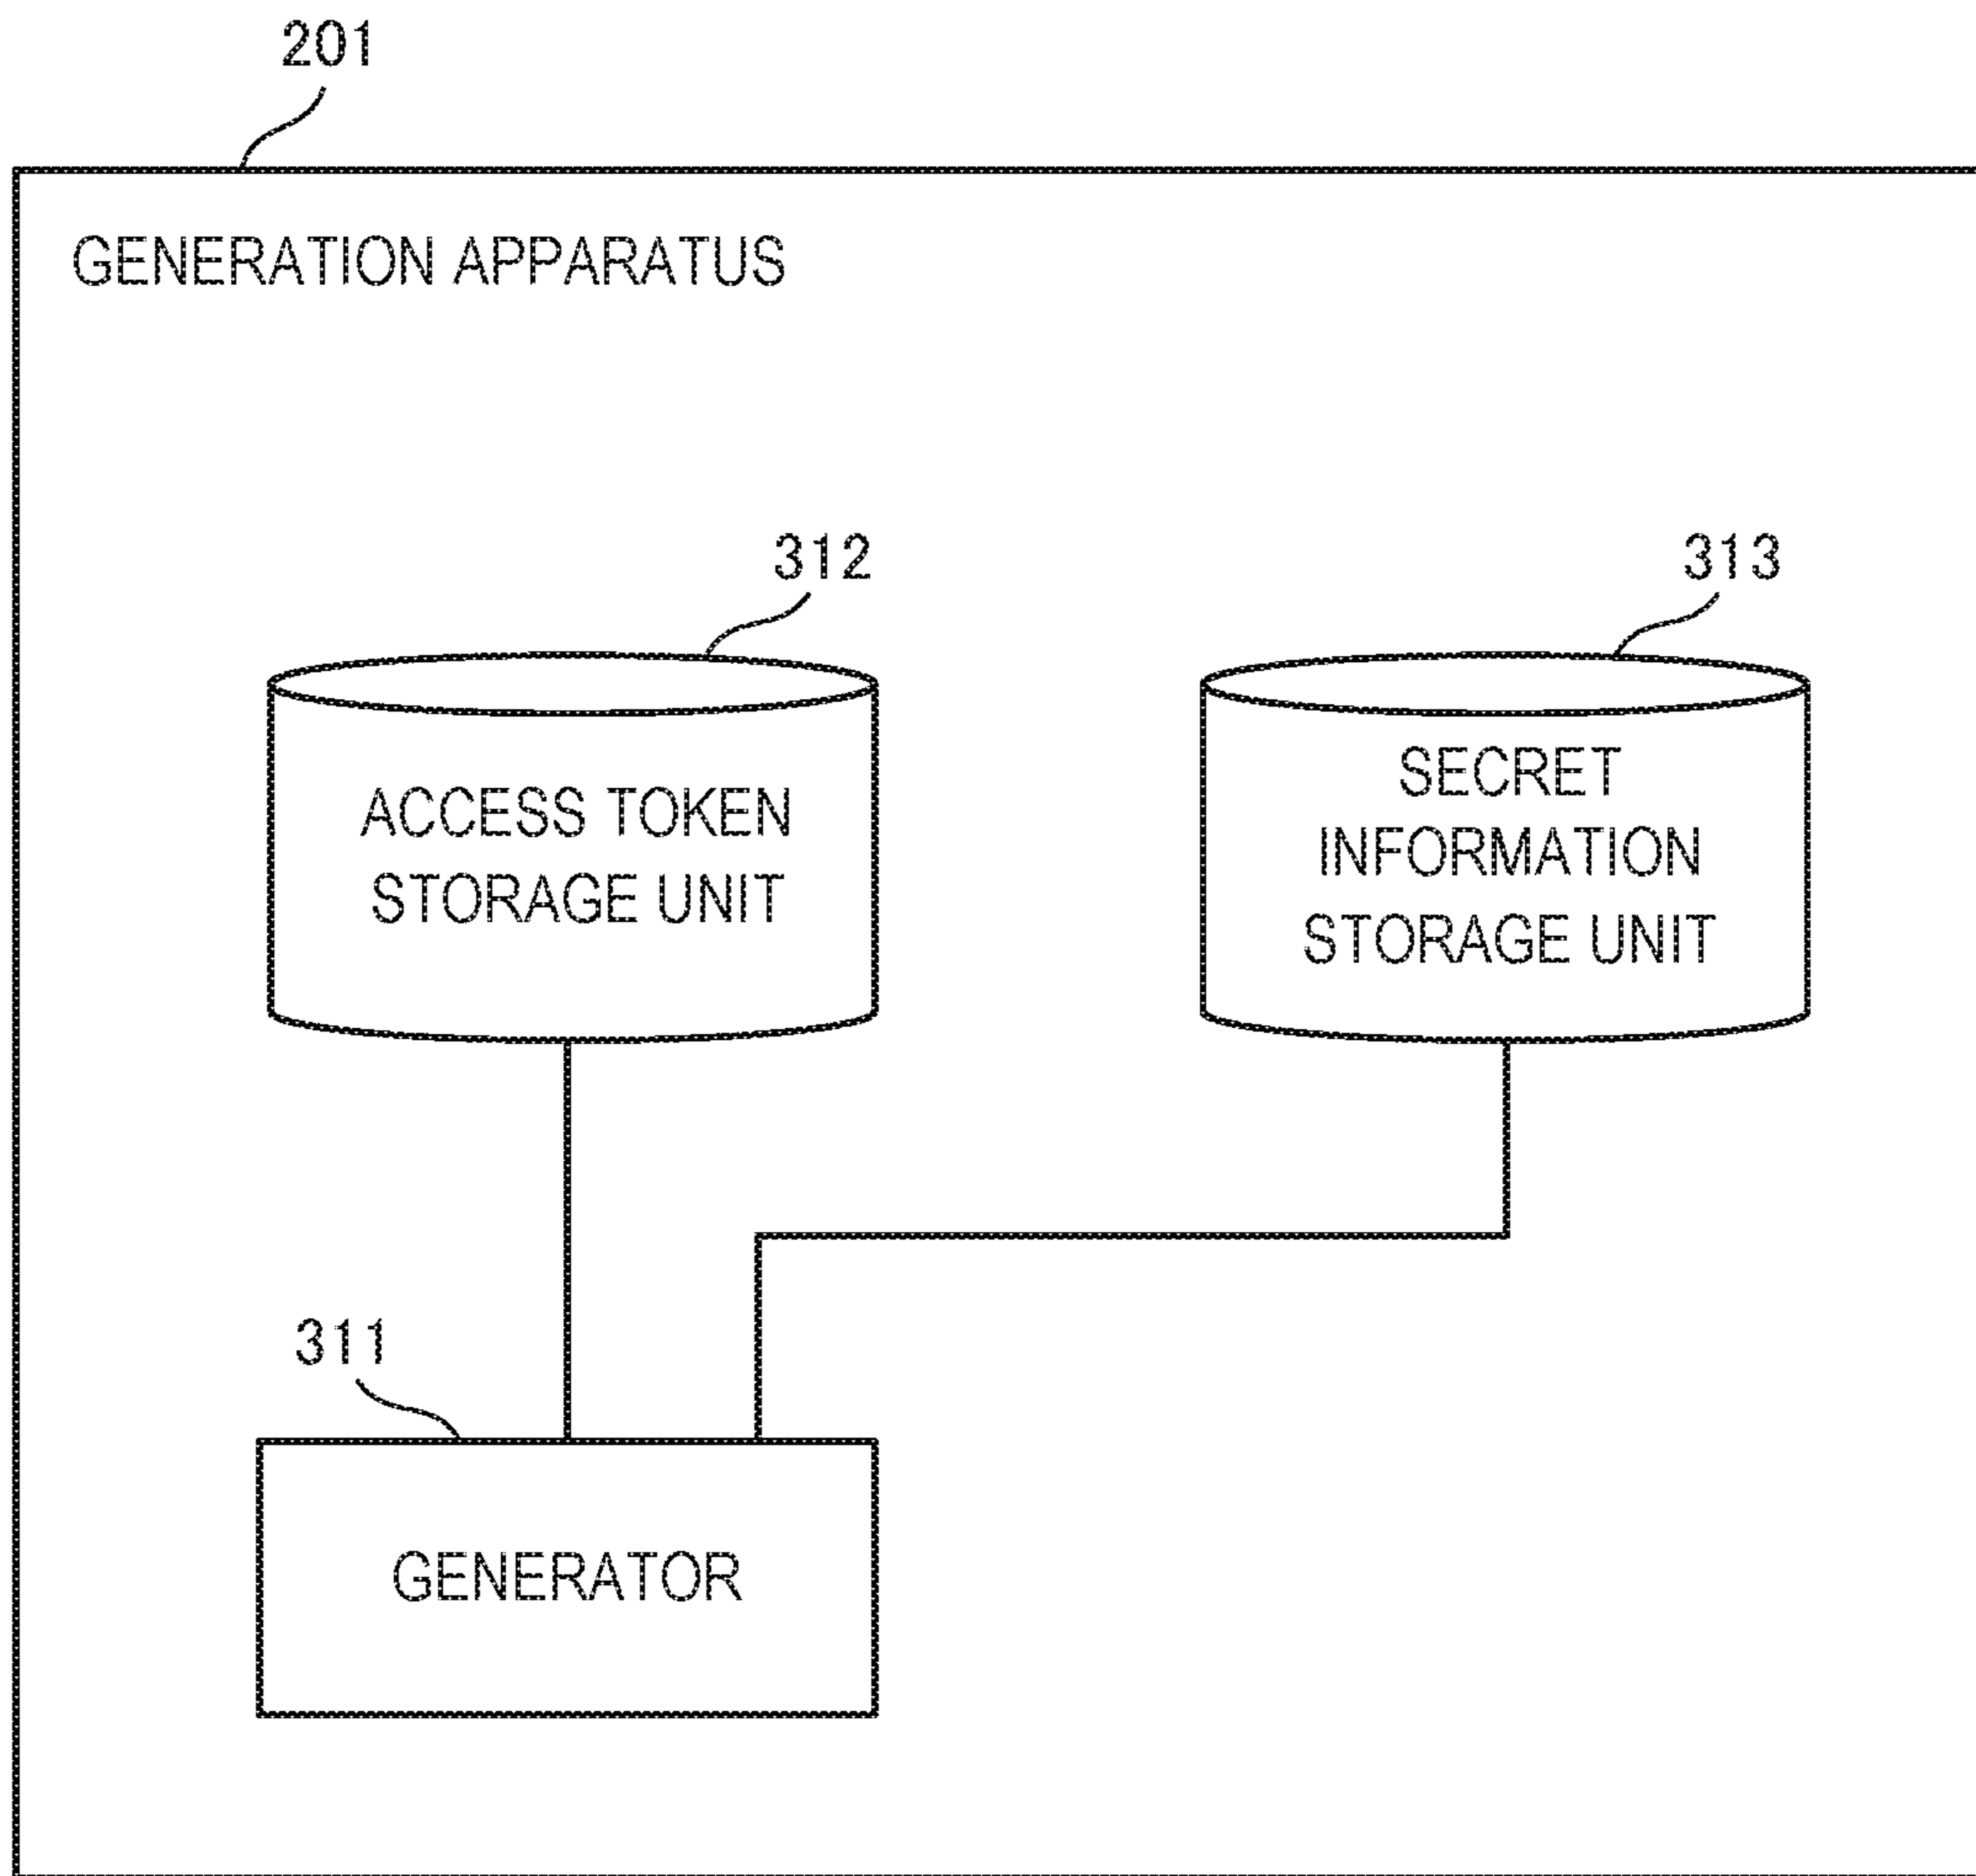 201
GENERATION APPARATUS
312
313
ACCESS TOKEN
STORAGE UNIT
SECRET
INFORMATION
STORAGE UNIT
311
GENERATOR